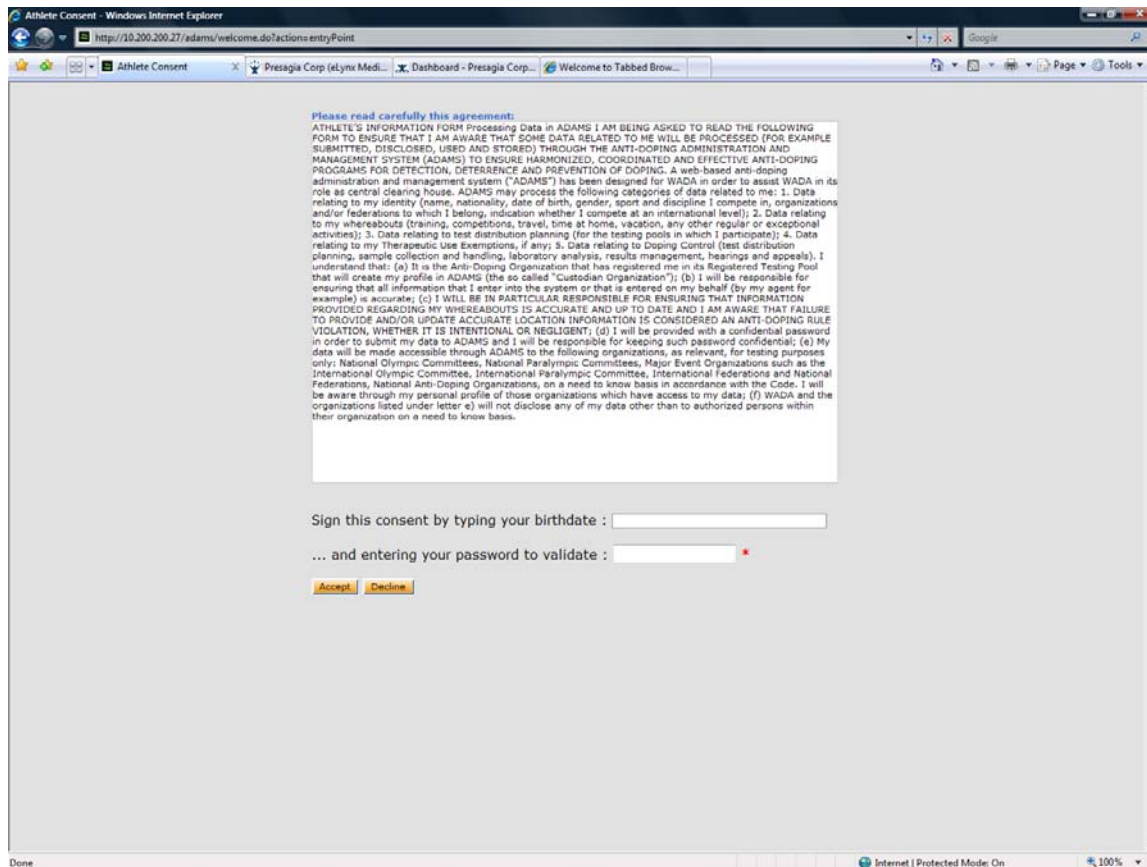 Athlete Consent - Windows Internet Explorer
http://10.200.200.27/adams/welcome.do?action=entryPoint
Google
Athlete Consent X Presagia Corp (eLynx Medi... Dashboard - Presagia Corp... Welcome to Tabbed Brow... Page Tools
Please read carefully this agreement:
ATHLETE'S INFORMATION FORM Processing Data in ADAMS I AM BEING ASKED TO READ THE FOLLOWING
FORM TO ENSURE THAT I AM AWARE THAT SOME DATA RELATED TO ME WILL BE PROCESSED (FOR EXAMPLE
SUBMITTED, DISCLOSED, USED AND STORED) THROUGH THE ANTI-DOPING ADMINISTRATION AND
MANAGEMENT SYSTEM (ADAMS) TO ENSURE HARMONIZED, COORDINATED AND EFFECTIVE ANTI-DOPING
PROGRAMS FOR DETECTION, DETERRENCE AND PREVENTION OF DOPING. A web-based anti-doping
administration and management system ("ADAMS") has been designed for WADA in order to assist WADA in its
role as central clearing house. ADAMS may process the following categories of data related to me: 1. Data
relating to my identity (name, nationality, date of birth, gender, sport and discipline I compete in, organizations
and/or federations to which I belong, indication whether I compete at an international level); 2. Data relating
to my whereabouts (training, competitions, travel, time at home, vacation, any other regular or exceptional
activities); 3. Data relating to test distribution planning (for the testing pools in which I participate); 4. Data
relating to my Therapeutic Use Exemptions, if any; 5. Data relating to Doping Control (test distribution
planning, sample collection and handling, laboratory analysis, results management, hearings and appeals). I
understand that: (a) It is the Anti-Doping Organization that has registered me in its Registered Testing Pool
that will create my profile in ADAMS (the so called "Custodian Organization"); (b) I will be responsible for
ensuring that all information that I enter into the system or that is entered on my behalf (by my agent for
example) is accurate; (c) I WILL BE IN PARTICULAR RESPONSIBLE FOR ENSURING THAT INFORMATION
PROVIDED REGARDING MY WHEREABOUTS IS ACCURATE AND UP TO DATE AND I AM AWARE THAT FAILURE
TO PROVIDE AND/OR UPDATE ACCURATE LOCATION INFORMATION IS CONSIDERED AN ANTI-DOPING RULE
VIOLATION, WHETHER IT IS INTENTIONAL OR NEGLIGENT; (d) I will be provided with a confidential password
in order to submit my data to ADAMS and I will be responsible for keeping such password confidential; (e) My
data will be made accessible through ADAMS to the following organizations, as relevant, for testing purposes
only: National Olympic Committees, National Paralympic Committees, Major Event Organizations such as the
International Olympic Committee, International Paralympic Committee, International Federations and National
Federations, National Anti-Doping Organizations, on a need to know basis in accordance with the Code. I will
be aware through my personal profile of those organizations which have access to my data; (f) WADA and the
organizations listed under letter e) will not disclose any of my data other than to authorized persons within
their organization on a need to know basis.
Sign this consent by typing your birthdate :
... and entering your password to validate : *
Accept Decline
Done Internet | Protected Mode: On 100%